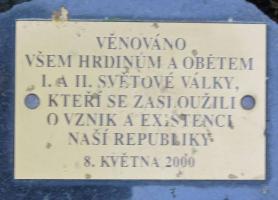 VĚNOVÁNO
VŠEM HRDINŮM A OBĚTEM
I. A II. SVĚTOVÉ VÁLKY,
KTEŘÍ SE ZASLOUŽILI
O VZNIK A EXISTENCI
NAŠÍ REPUBLIKY
8. KVĚTNA 2000